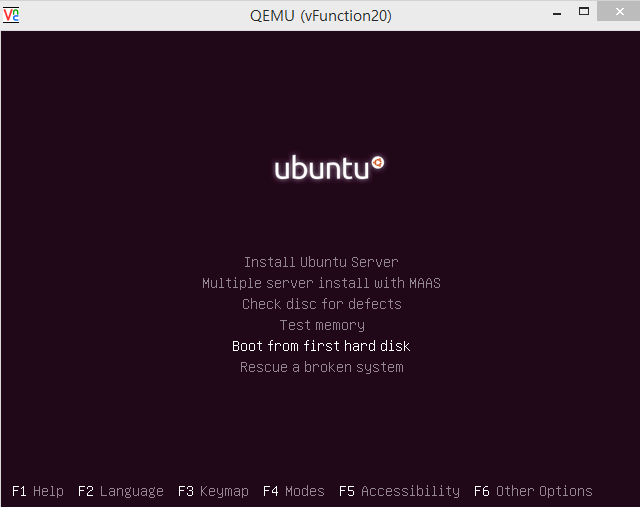 QEMU (vFunction20)
ubuntu
Install Ubuntu Server
Multiple server install with MAAS
Check disc for defects
Test memory
Boot from first hard disk
Rescue a broken system
F1 Help F2 Language F3 Keymap F4 Modes F5 Accessibility F6 Other Options